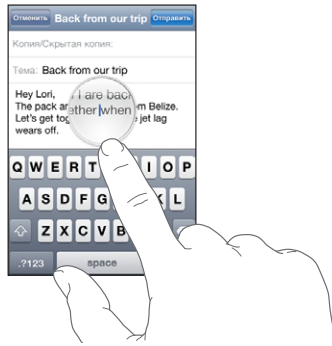 Отменить Back from our trip Отправить
Копия/Скрытая копия:
Тема: Back from our trip
Hey Lori,
I are back
The pack an m Belize.
ether when
Let's get tog e jet lag
wears off.
Q W E R T I O P
A S D F G K L
Z X C V B
.?123 space